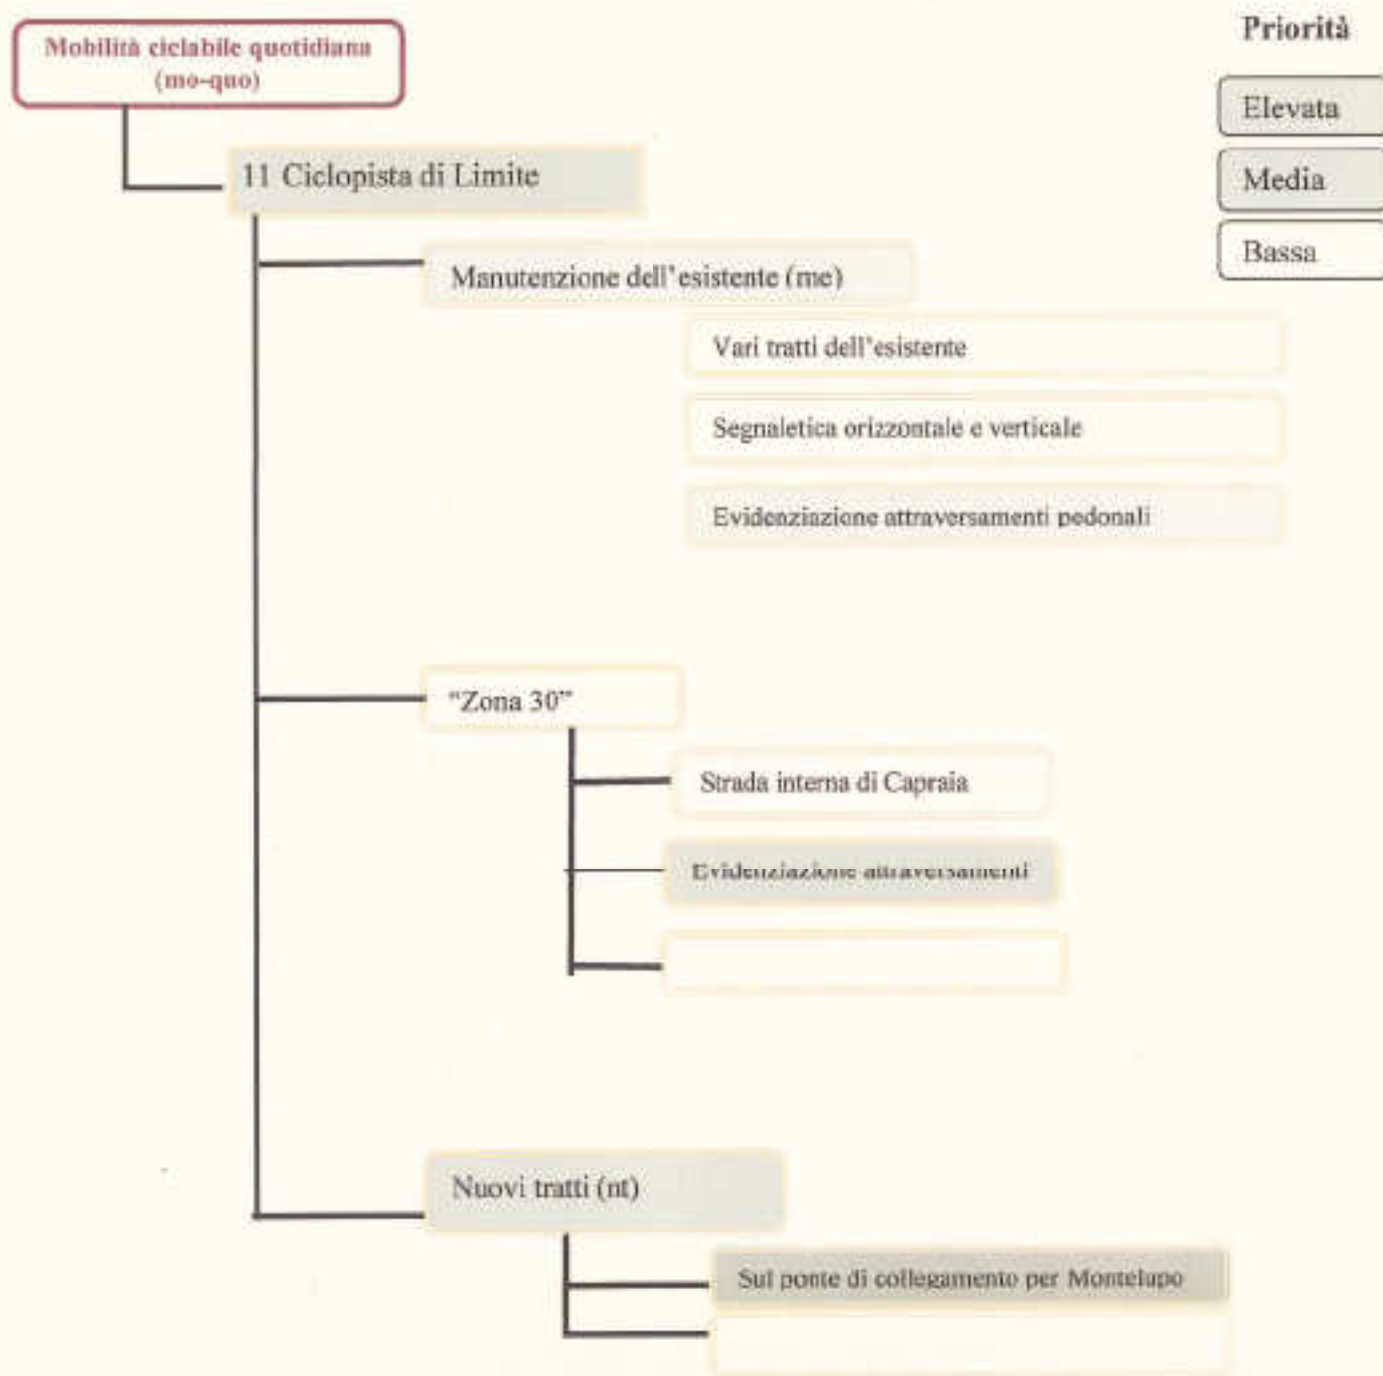 Mobilità ciclabile quotidiana
(mo-quo)
Priorità
Elevata
Media
Bassa
11 Ciclopista di Limite
Manutenzione dell'esistente (me)
Vari tratti dell'esistente
Segnaletica orizzontale e verticale
Evidenziazione attraversamenti pedonali
"Zona 30"
Strada interna di Capraia
Evidenziazione attraversamenti
Nuovi tratti (nt)
Sul ponte di collegamento per Montelupo